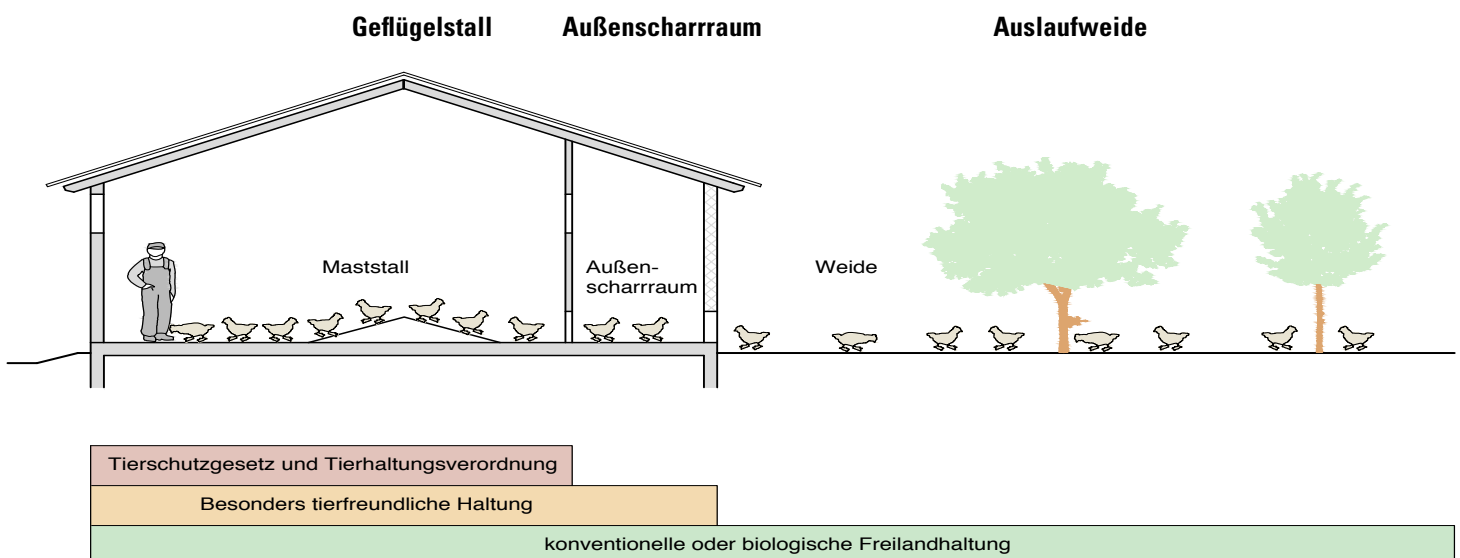 Geflügelstall Außenscharrraum Auslaufweide
Maststall
Außen-
scharrraum
Weide
Tierschutzgesetz und Tierhaltungsverordnung
Besonders tierfreundliche Haltung
konventionelle oder biologische Freilandhaltung